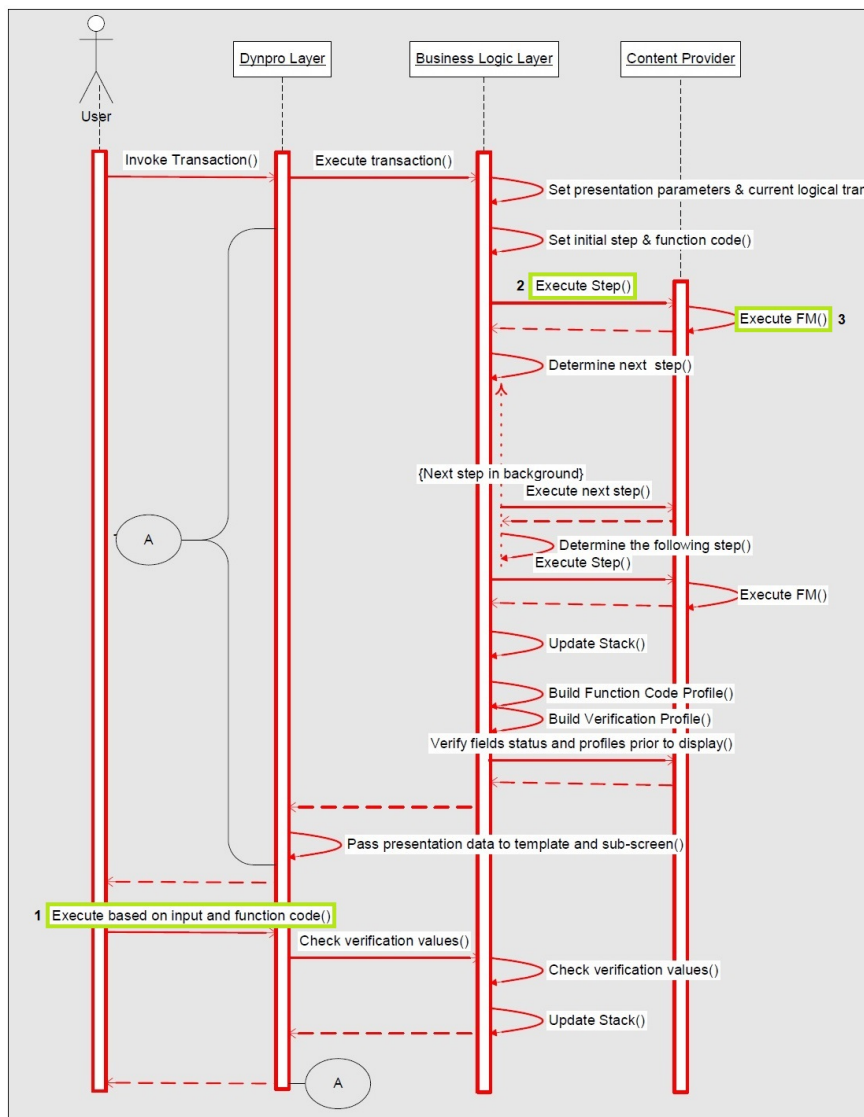 Dynpro Layer
Business Logic Layer
Content Provider
User
Invoke Transaction()
Execute transaction()
Set presentation parameters & current logical tran
Set initial step & function code()
2 Execute Step()
Execute FM() 3
Determine next step()
{Next step in background}
Execute next step()
A
Determine the following step()
Execute Step()
Execute FM()
Update Stack()
Build Function Code Profile()
Build Verification Profile()
Verify fields status and profiles prior to display()
Pass presentation data to template and sub-screen()
1 Execute based on input and function code()
Check verification values()
Check verification values()
Update Stack()
A